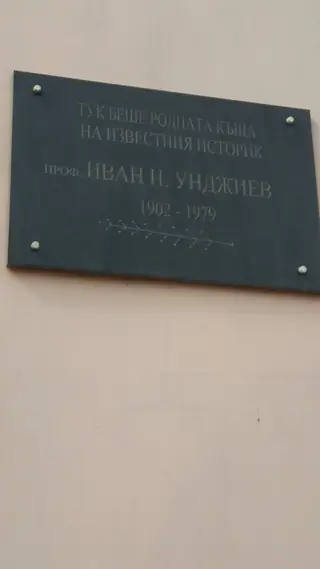 ТУК БЕШЕ РОДНАТА КЪЩА
НА ИЗВЕСТНИЯ ИСТОРИК
ПРОФ. ИВАН Н. УНДЖИЕВ
1902 - 1979